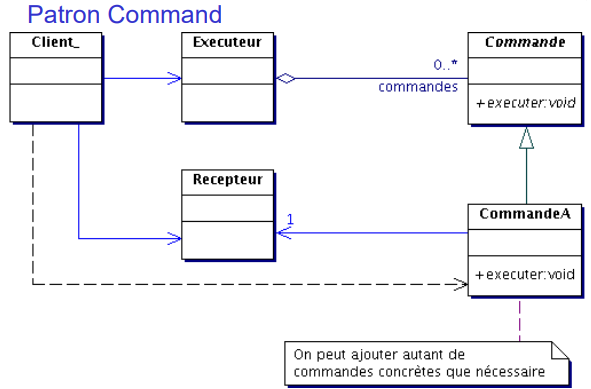 Patron Command
Client_
Executeur
Commande
0..*
commandes
+executer:void
Recepteur
1
CommandeA
+executer:void
On peut ajouter autant de
commandes concrètes que nécessaire